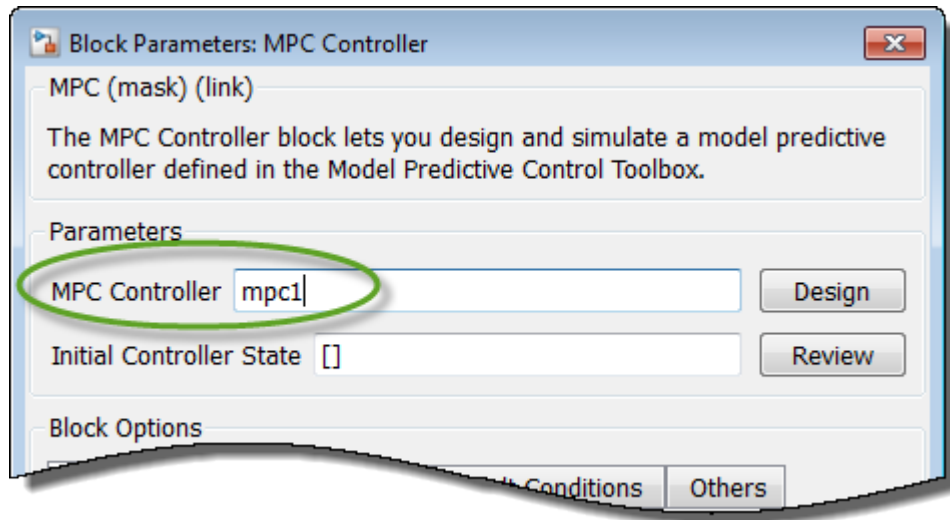 Block Parameters: MPC Controller
MPC (mask) (link)
The MPC Controller block lets you design and simulate a model predictive
controller defined in the Model Predictive Control Toolbox.
Parameters
MPC Controller mpc1 Design
Initial Controller State [] Review
Block Options
Conditions Others